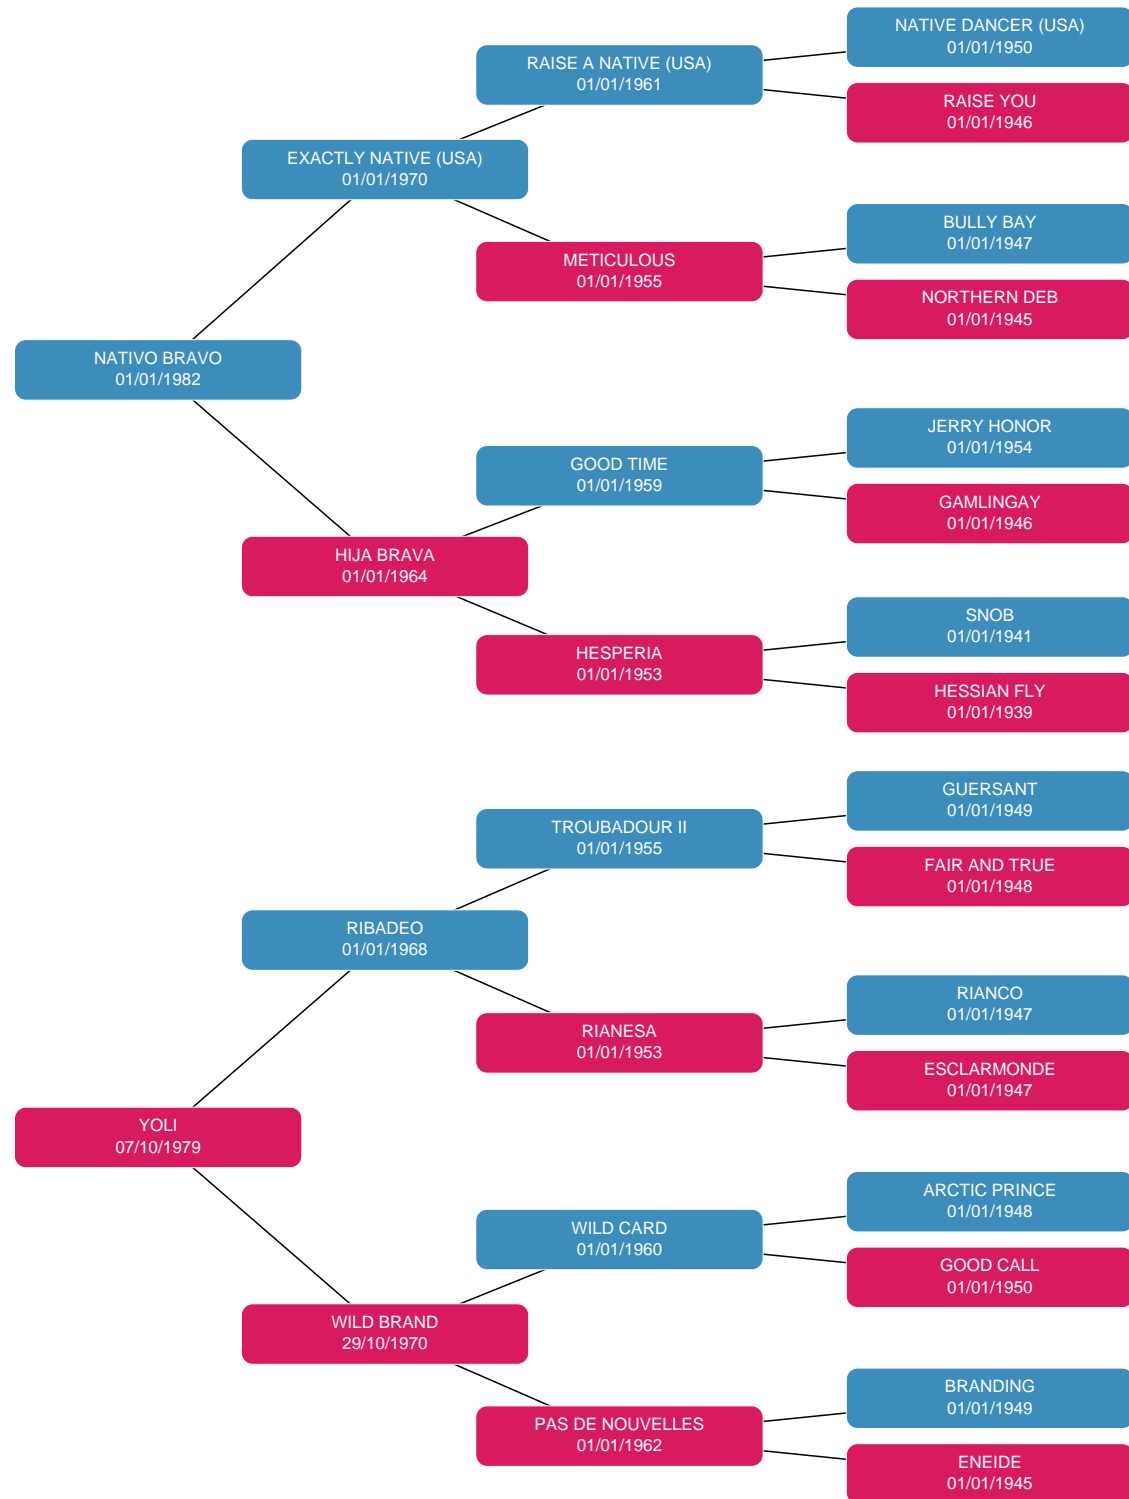 NATIVE DANCER (USA)
01/01/1950
RAISE A NATIVE (USA)
01/01/1961
RAISE YOU
01/01/1946
EXACTLY NATIVE (USA)
01/01/1970
BULLY BAY
01/01/1947
METICULOUS
01/01/1955
NORTHERN DEB
01/01/1945
NATIVO BRAVO
01/01/1982
JERRY HONOR
01/01/1954
GOOD TIME
01/01/1959
GAMLINGAY
01/01/1946
HIJA BRAVA
01/01/1964
SNOB
01/01/1941
HESPERIA
01/01/1953
HESSIAN FLY
01/01/1939
GUERSANT
01/01/1949
TROUBADOUR II
01/01/1955
FAIR AND TRUE
01/01/1948
RIBADEO
01/01/1968
RIANCO
01/01/1947
RIANESA
01/01/1953
ESCLARMONDE
01/01/1947
YOLI
07/10/1979
ARCTIC PRINCE
01/01/1948
WILD CARD
01/01/1960
GOOD CALL
01/01/1950
WILD BRAND
29/10/1970
BRANDING
01/01/1949
PAS DE NOUVELLES
01/01/1962
ENEIDE
01/01/1945